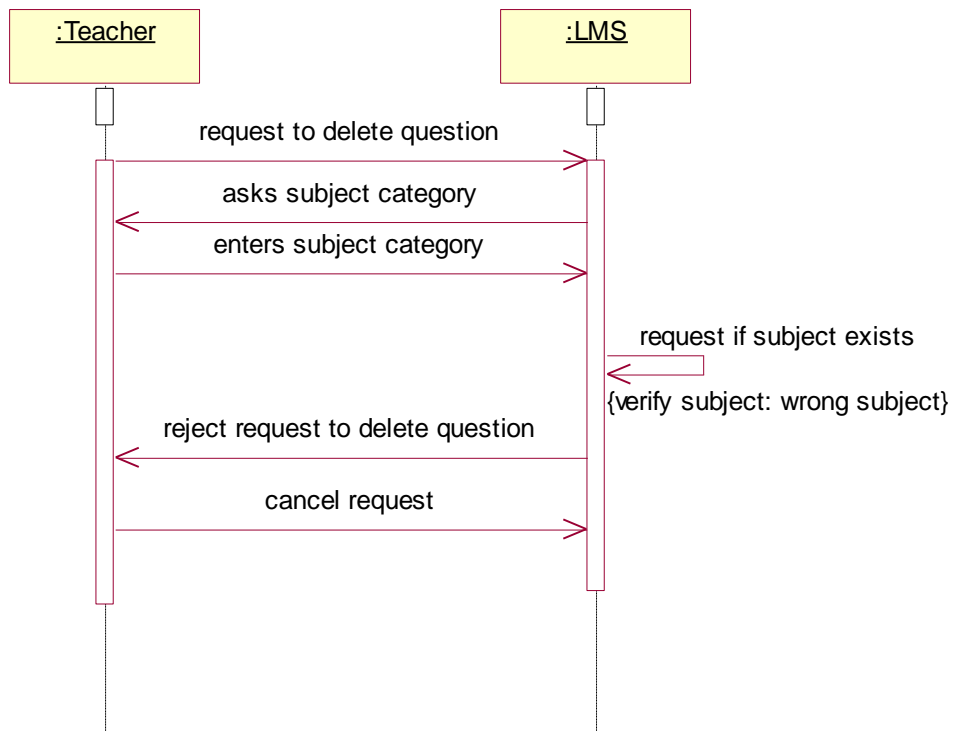 :Teacher
:LMS
request to delete question
asks subject category
enters subject category
request if subject exists
{verify subject: wrong subject}
reject request to delete question
cancel request